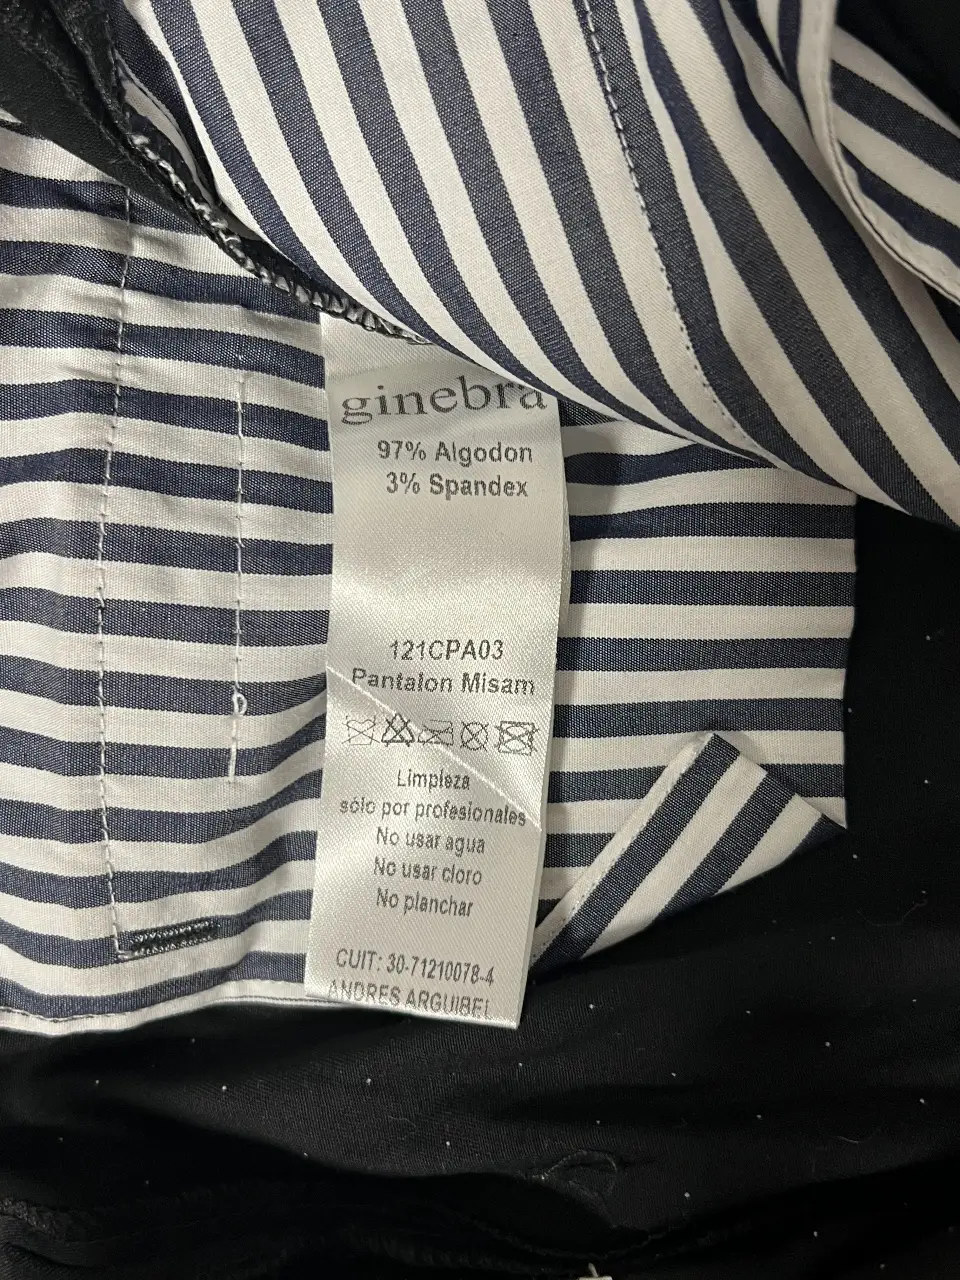 ginebra
97% Algodon
3% Spandex
121CPA03
Pantalon Misam
Limpieza
sólo por profesionales
No usar agua
No usar cloro
No planchar
CUIT: 30-71210078-4
ANDRES ARGUIBEL